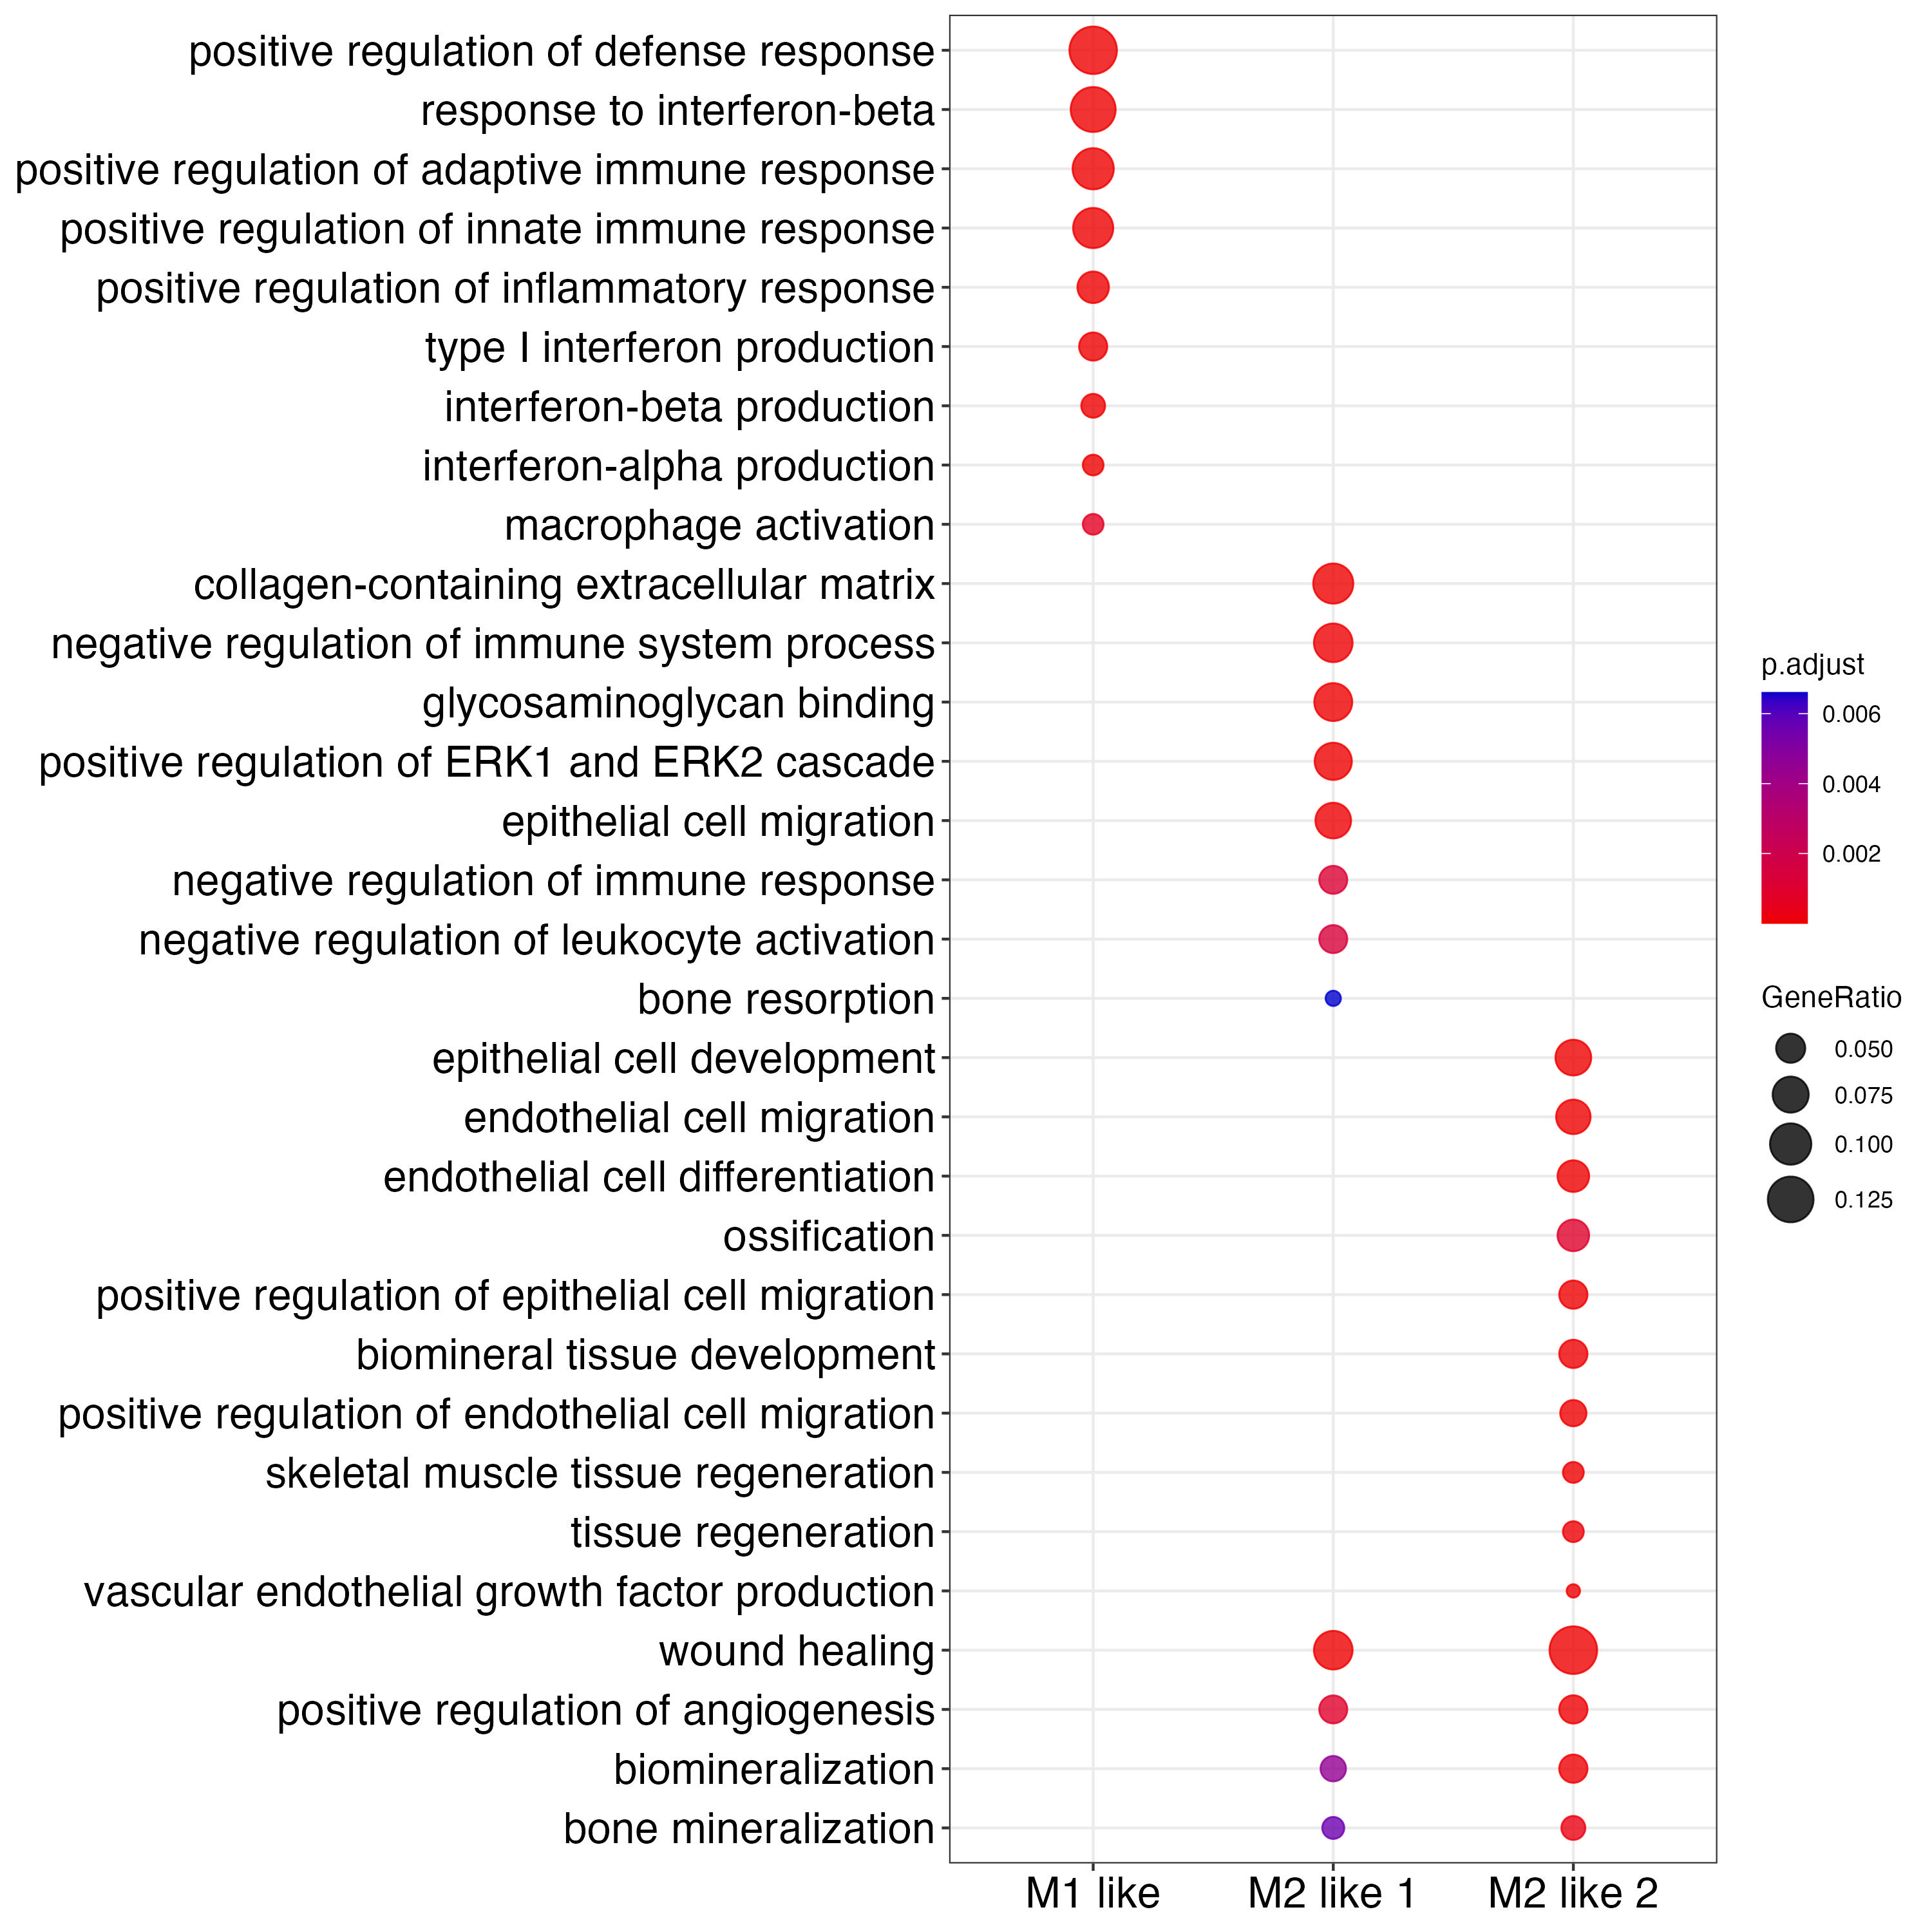 positive regulation of defense response
response to interferon-beta
positive regulation of adaptive immune response
positive regulation of innate immune response
positive regulation of inflammatory response
type I interferon production
interferon-beta production
interferon-alpha production
macrophage activation
collagen-containing extracellular matrix
negative regulation of immune system process
glycosaminoglycan binding
positive regulation of ERK1 and ERK2 cascade
epithelial cell migration
negative regulation of immune response
negative regulation of leukocyte activation
bone resorption
epithelial cell development
endothelial cell migration
endothelial cell differentiation
ossification
positive regulation of epithelial cell migration
biomineral tissue development
positive regulation of endothelial cell migration
skeletal muscle tissue regeneration
tissue regeneration
vascular endothelial growth factor production
wound healing
positive regulation of angiogenesis
biomineralization
bone mineralization
M1 like
M2 like 1
M2 like 2
p.adjust
0.006
0.004
0.002
GeneRatio
0.050
0.075
0.100
0.125